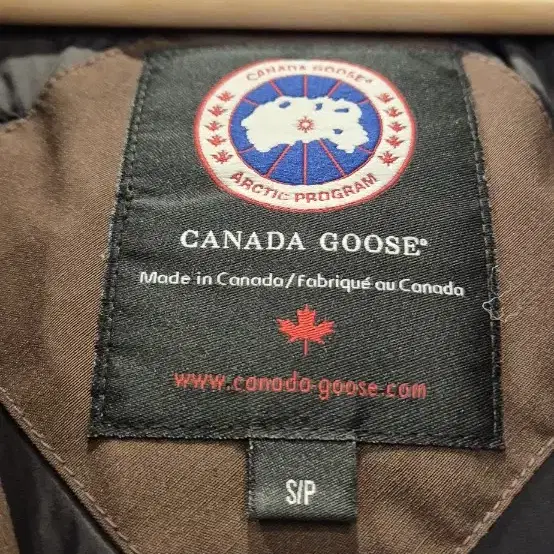 CANADA GOOSE®
ARCTIC PROGRAM
CANADA GOOSE®
Made in Canada/Fabriqué au Canada
www.canada-goose.com
S/P